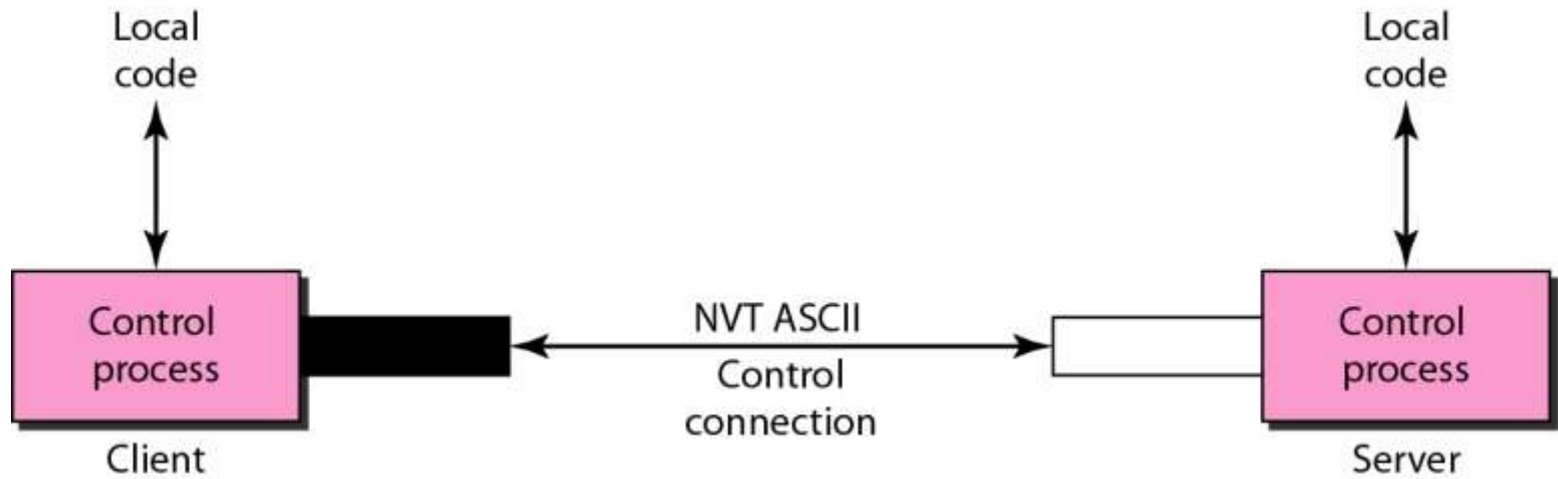 Local
code
Local
code
Control
process
NVT ASCII
Control
connection
Control
process
Client
Server